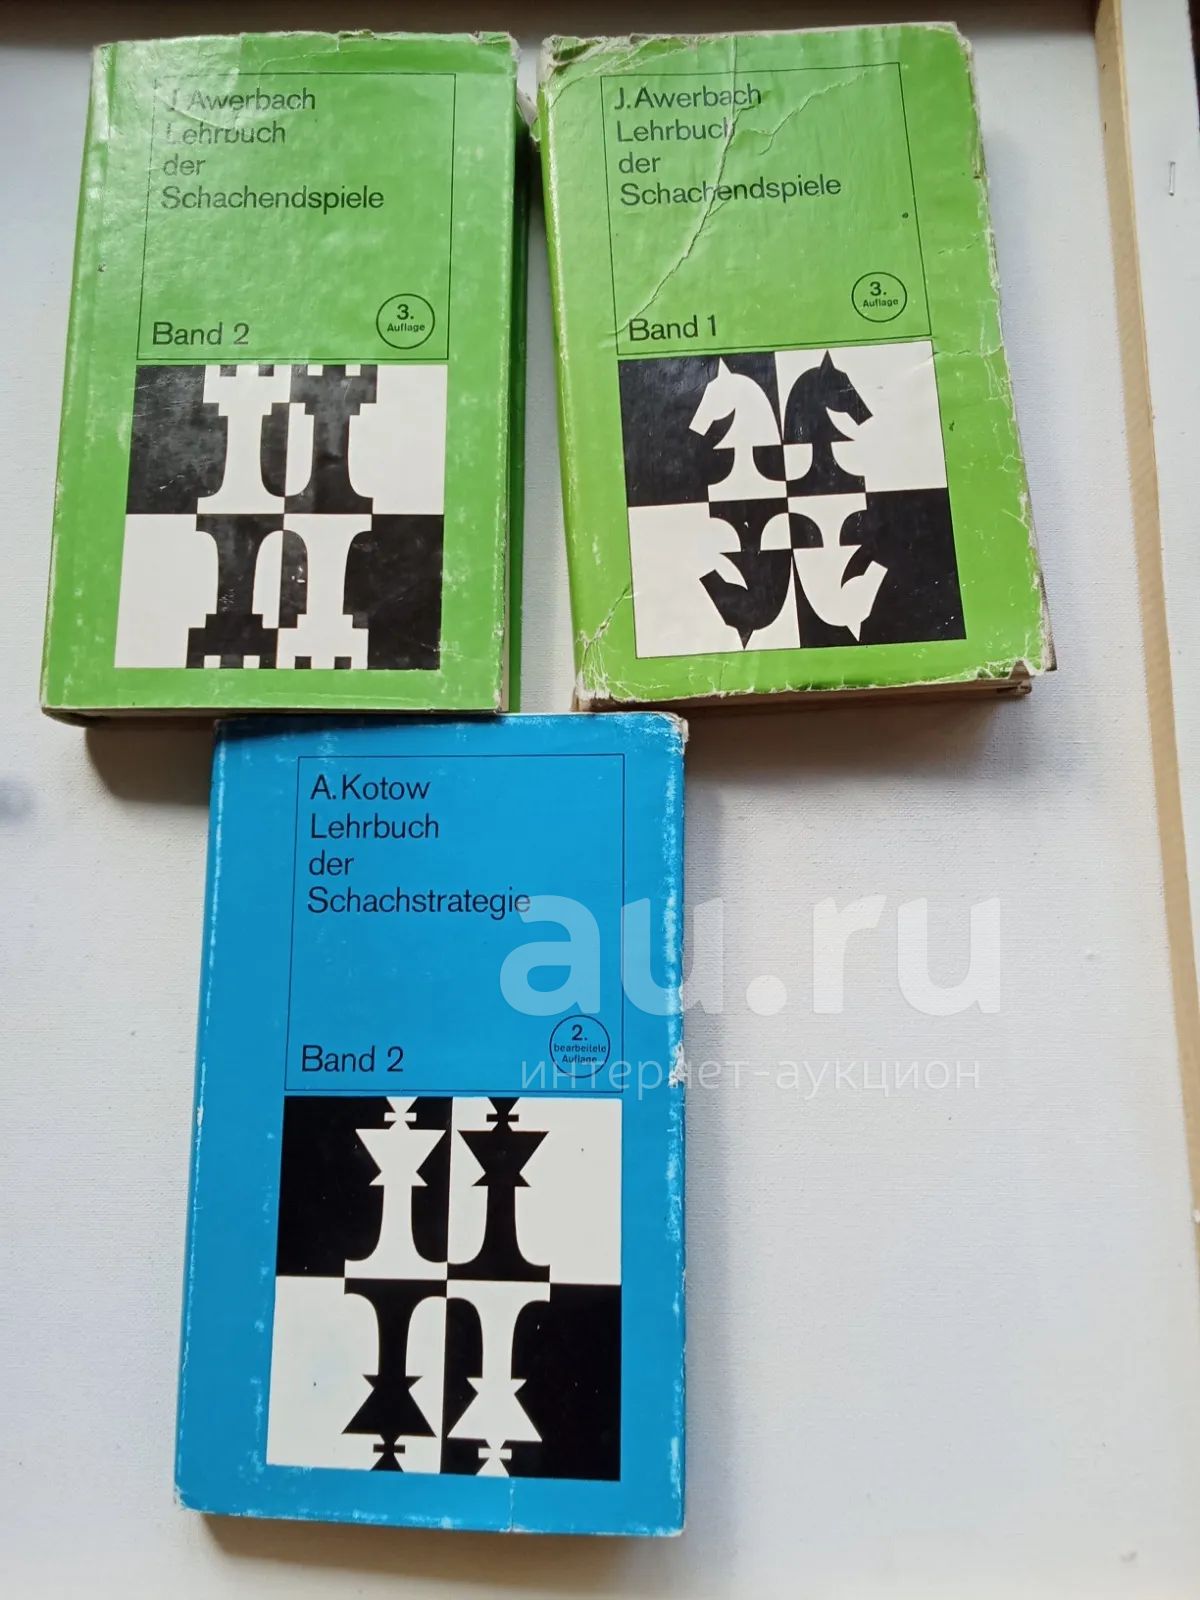 J. Awerbach
Lehrbuch
der
Schachendspiele
3.
Auflage
Band 2
J. Awerbach
Lehrbuch
der
Schachendspiele
3.
Auflage
Band 1
A. Kotow
Lehrbuch
der
Schachstrategie
2.
bearbeitete
Auflage
Band 2
au.ru
интернет-аукцион